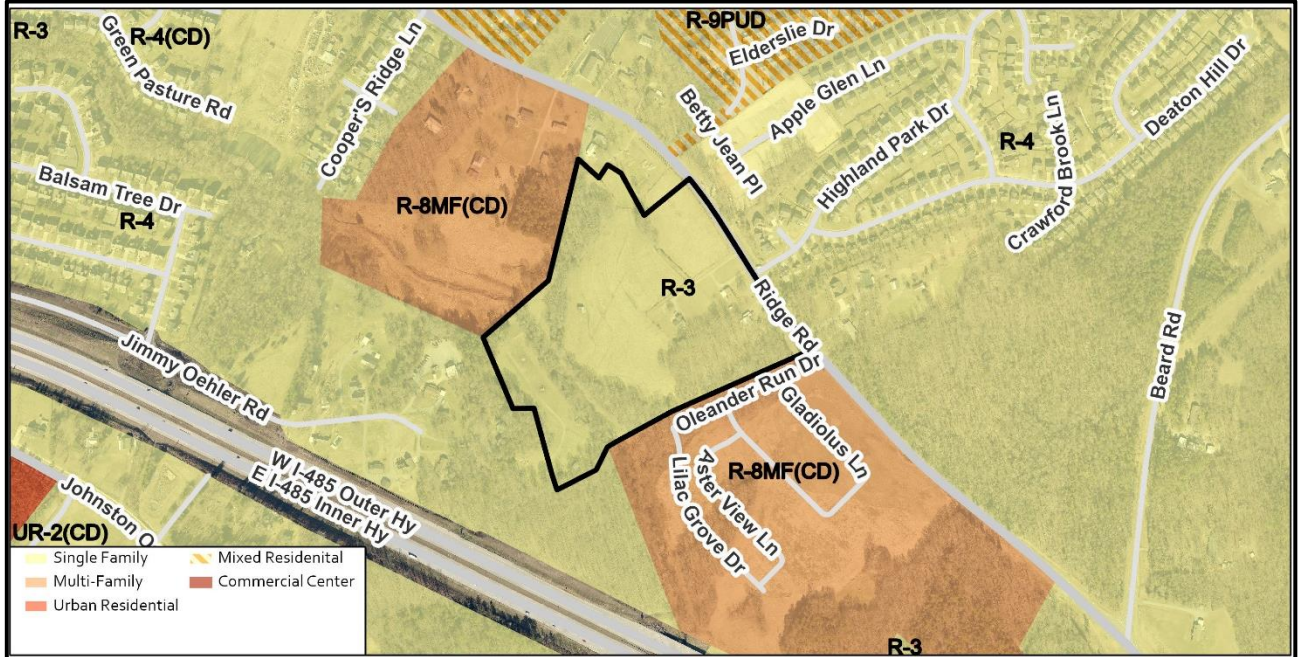 R-3
R-4(CD)
Green Pasture Rd
Cooper'S Ridge Ln
R-9PUD
Elderslie Dr
Betty Jean Pl
Apple Glen Ln
Highland Park Dr
R-4
Crawford Brook Ln
Deaton Hill Dr
Balsam Tree Dr
R-4
R-8MF(CD)
R-3
Ridge Rd
Beard Rd
Jimmy Oehler Rd
W I-485 Outer Hy
E I-485 Inner Hy
Oleander Run Dr
Gladiolus Ln
R-8MF(CD)
Aster View Ln
Lilac Grove Dr
Johnston O
UR-2(CD)
R-3
Single Family
Multi-Family
Urban Residential
Mixed Residenital
Commercial Center